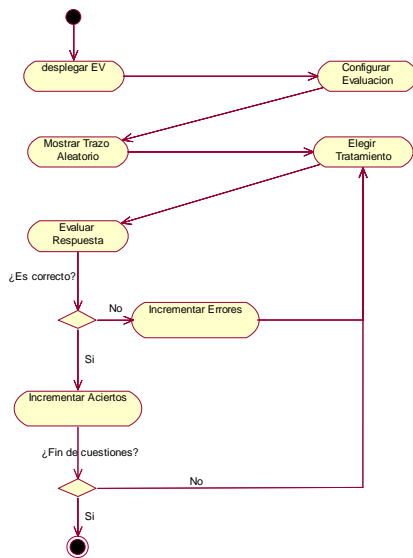 desplegar EV
Configurar
Evaluacion
Mostrar Trazo
Aleatorio
Elegir
Tratamiento
Evaluar
Respuesta
¿Es correcto?
No
Incrementar Errores
Si
Incrementar Aciertos
¿Fin de cuestiones?
No
Si